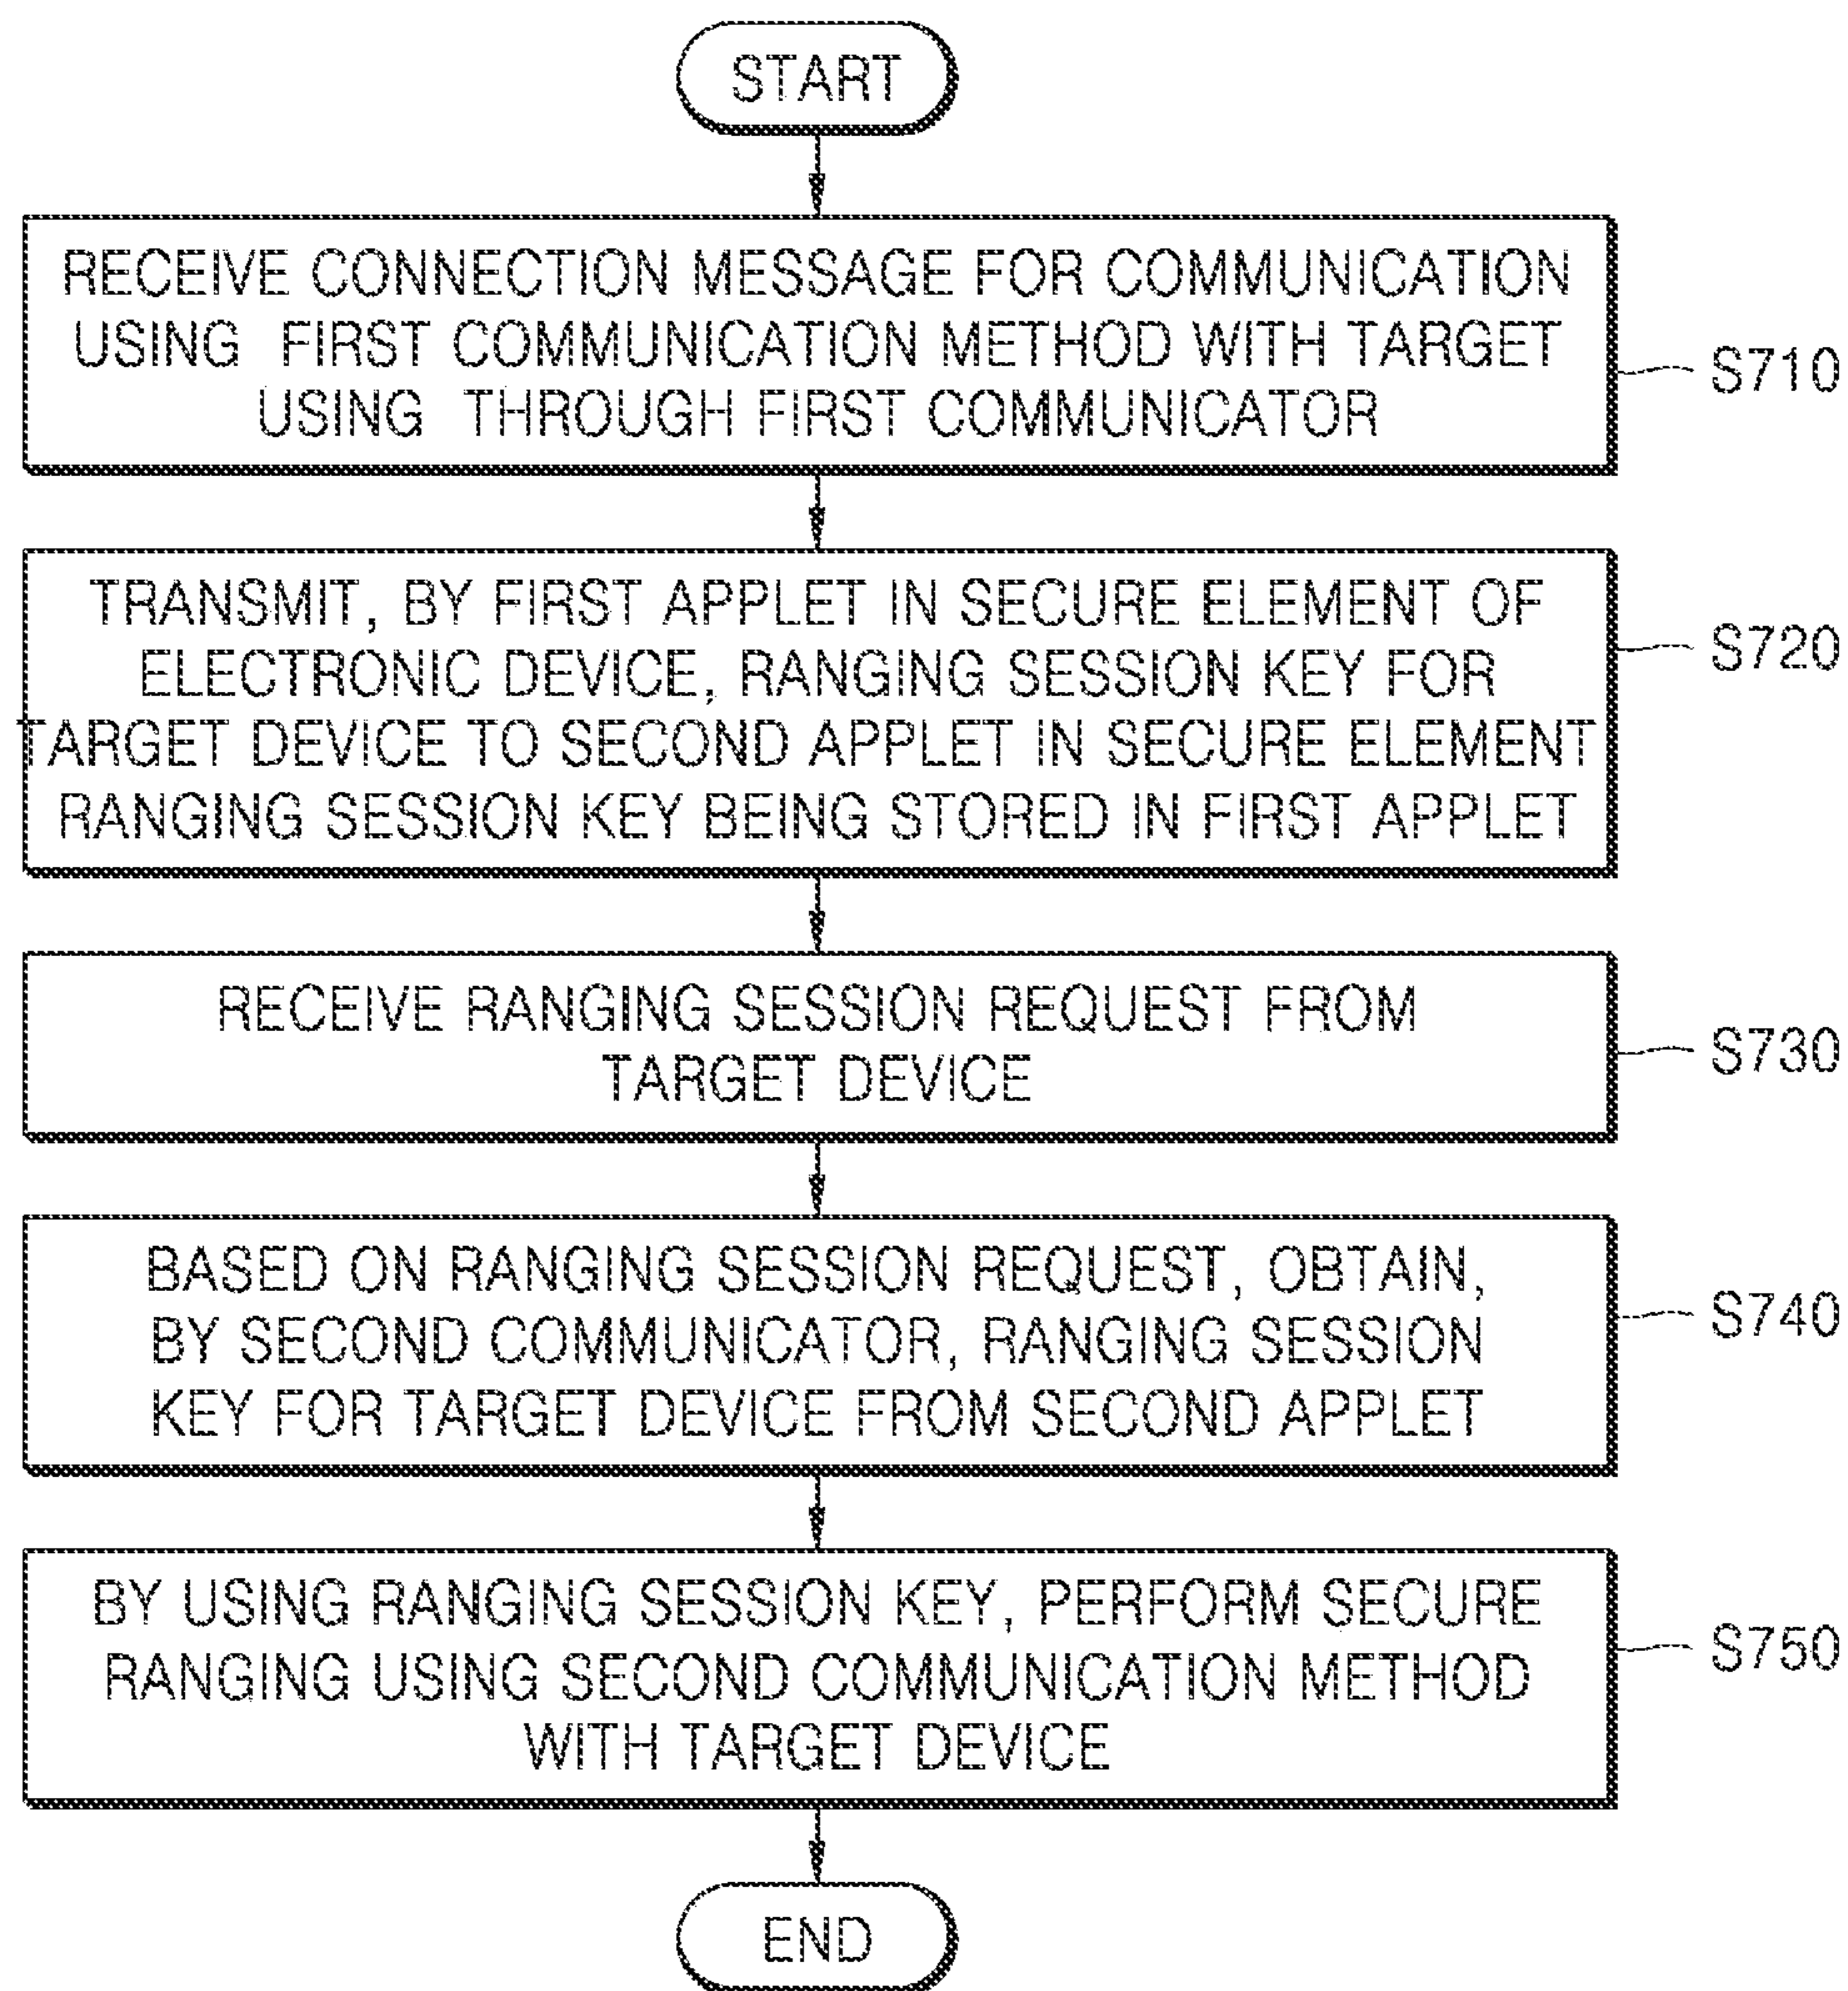 START
RECEIVE CONNECTION MESSAGE FOR COMMUNICATION
USING FIRST COMMUNICATION METHOD WITH TARGET
USING THROUGH FIRST COMMUNICATOR
S710
TRANSMIT, BY FIRST APPLET IN SECURE ELEMENT OF
ELECTRONIC DEVICE, RANGING SESSION KEY FOR
TARGET DEVICE TO SECOND APPLET IN SECURE ELEMENT
RANGING SESSION KEY BEING STORED IN FIRST APPLET
S720
RECEIVE RANGING SESSION REQUEST FROM
TARGET DEVICE
S730
BASED ON RANGING SESSION REQUEST, OBTAIN,
BY SECOND COMMUNICATOR, RANGING SESSION
KEY FOR TARGET DEVICE FROM SECOND APPLET
S740
BY USING RANGING SESSION KEY, PERFORM SECURE
RANGING USING SECOND COMMUNICATION METHOD
WITH TARGET DEVICE
S750
END